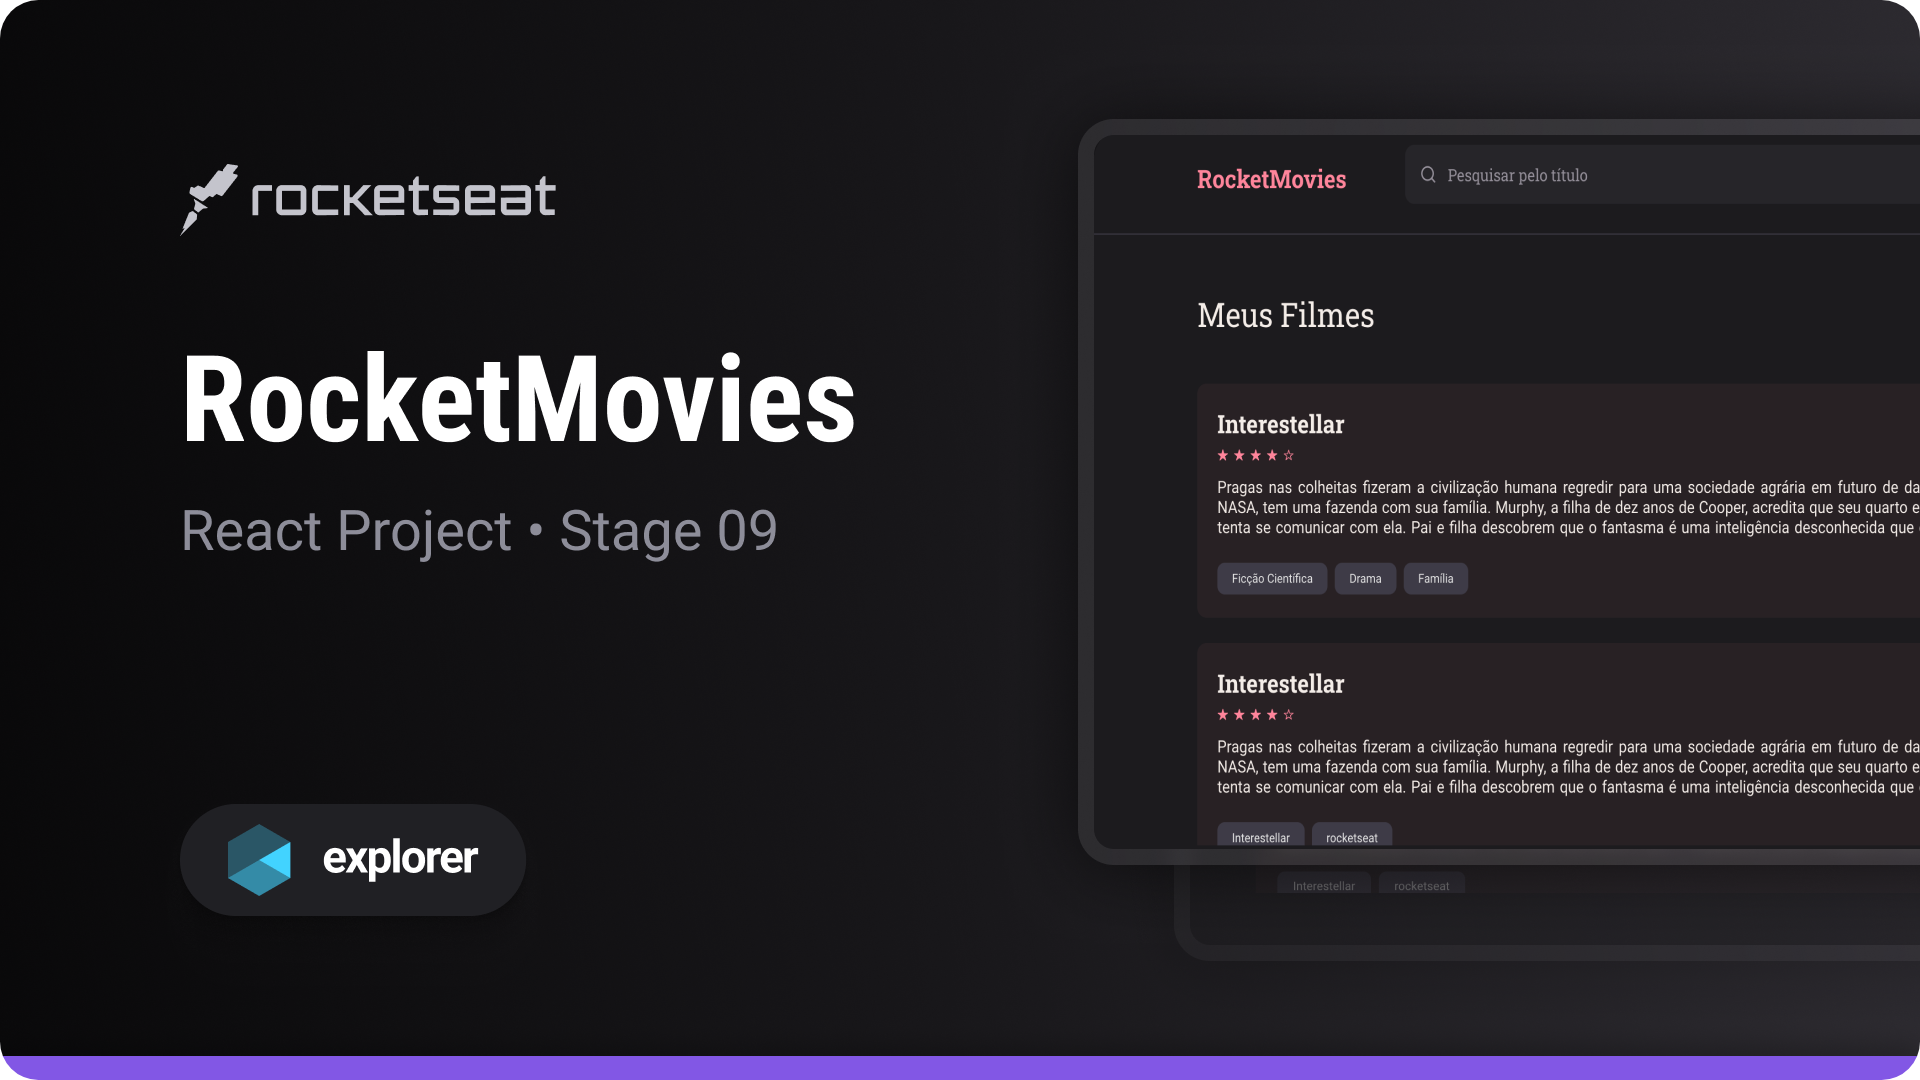 rocketseat
RocketMovies
React Project • Stage 09
explorer
RocketMovies
Pesquisar pelo título
Meus Filmes
Interestellar
★ ★ ★ ★ ☆
Pragas nas colheitas fizeram a civilização humana regredir para uma sociedade agrária em futuro de da
NASA, tem uma fazenda com sua família. Murphy, a filha de dez anos de Cooper, acredita que seu quarto e
tenta se comunicar com ela. Pai e filha descobrem que o fantasma é uma inteligência desconhecida que
Ficção Científica Drama Família
Interestellar
★ ★ ★ ★ ☆
Pragas nas colheitas fizeram a civilização humana regredir para uma sociedade agrária em futuro de da
NASA, tem uma fazenda com sua família. Murphy, a filha de dez anos de Cooper, acredita que seu quarto e
tenta se comunicar com ela. Pai e filha descobrem que o fantasma é uma inteligência desconhecida que
Interestellar rocketseat
Interestellar rocketseat